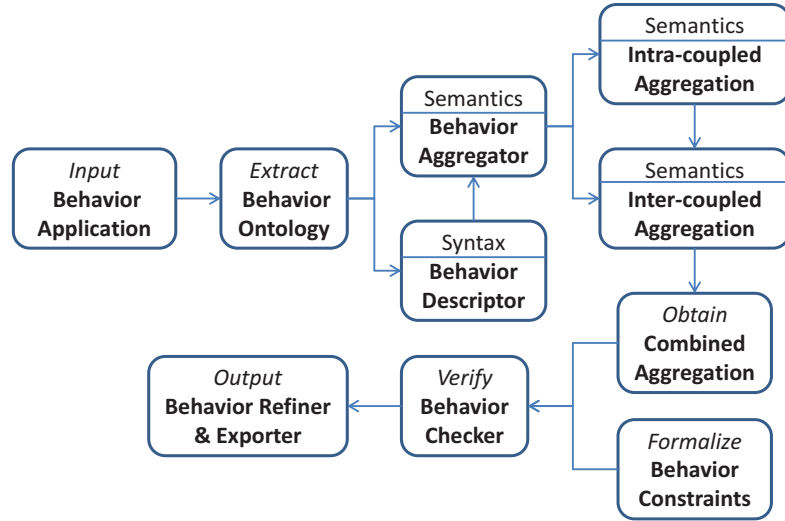 Input
Behavior
Application
Extract
Behavior
Ontology
Semantics
Behavior
Aggregator
Syntax
Behavior
Descriptor
Semantics
Intra-coupled
Aggregation
Semantics
Inter-coupled
Aggregation
Obtain
Combined
Aggregation
Formalize
Behavior
Constraints
Verify
Behavior
Checker
Output
Behavior Refiner
& Exporter